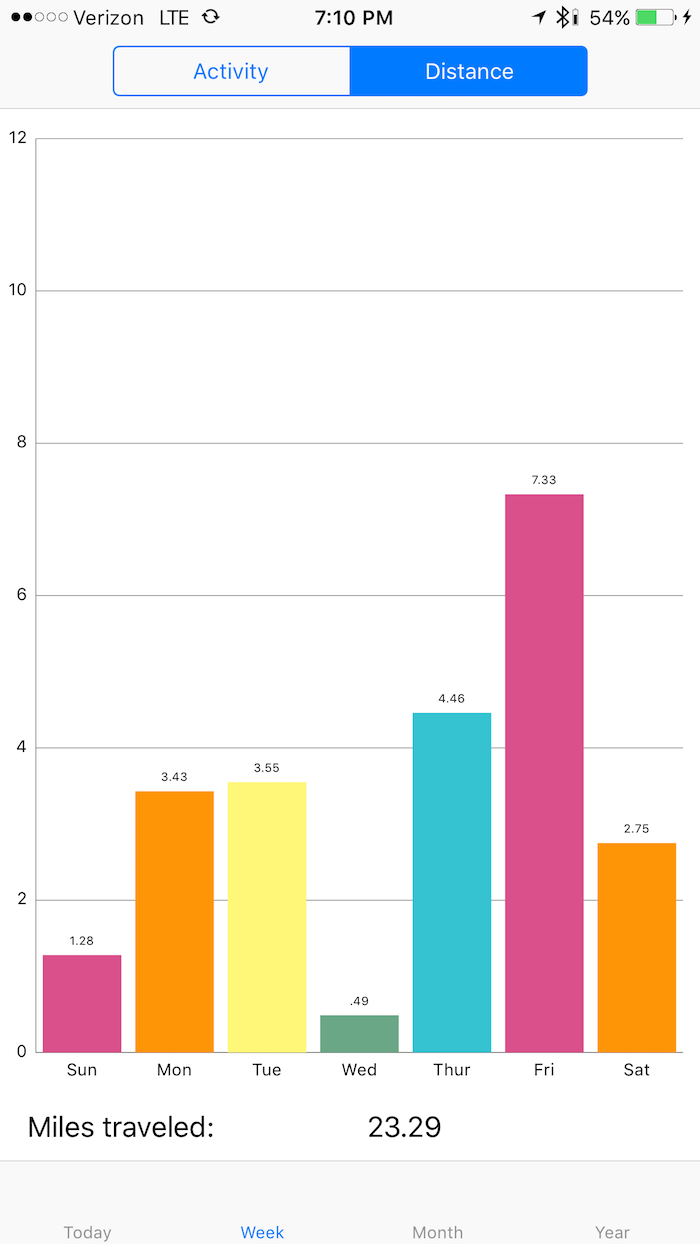 Verizon LTE 7:10 PM 54%
Activity Distance
12
10
8
7.33
6
4.46
4
3.55
3.43
2.75
2
1.28
.49
0
Sun Mon Tue Wed Thur Fri Sat
Miles traveled: 23.29
Today Week Month Year